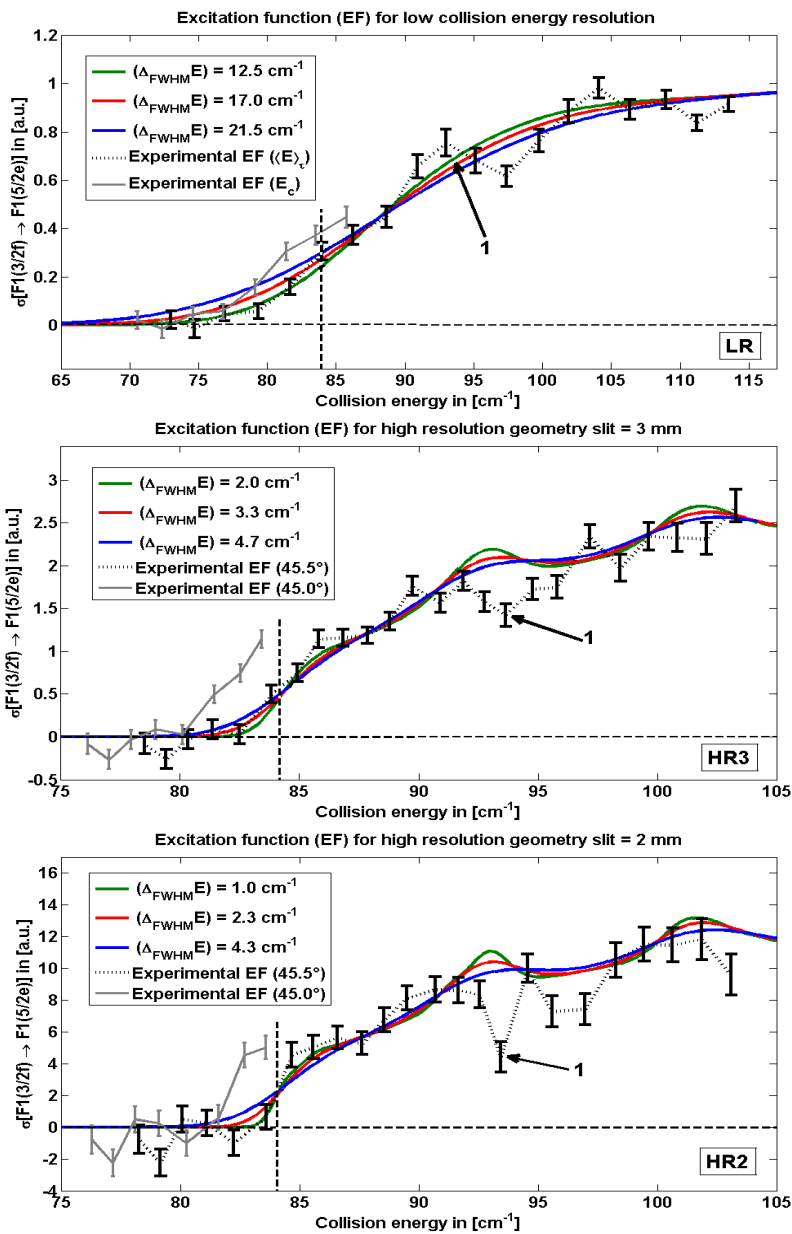 Excitation function (EF) for low collision energy resolution
1.2
1
0.8
0.6
0.4
0.2
0
(Δ_FWHM E) = 12.5 cm⁻¹
(Δ_FWHM E) = 17.0 cm⁻¹
(Δ_FWHM E) = 21.5 cm⁻¹
Experimental EF (⟨E⟩_τ)
Experimental EF (E_c)
1
LR
σ[F1(3/2f) → F1(5/2e)] in [a.u.]
65 70 75 80 85 90 95 100 105 110 115
Collision energy in [cm⁻¹]
Excitation function (EF) for high resolution geometry slit = 3 mm
3
2.5
2
1.5
1
0.5
0
-0.5
(Δ_FWHM E) = 2.0 cm⁻¹
(Δ_FWHM E) = 3.3 cm⁻¹
(Δ_FWHM E) = 4.7 cm⁻¹
Experimental EF (45.5°)
Experimental EF (45.0°)
1
HR3
σ[F1(3/2f) → F1(5/2e)] in [a.u.]
75 80 85 90 95 100 105
Collision energy in [cm⁻¹]
Excitation function (EF) for high resolution geometry slit = 2 mm
16
14
12
10
8
6
4
2
0
-2
-4
(Δ_FWHM E) = 1.0 cm⁻¹
(Δ_FWHM E) = 2.3 cm⁻¹
(Δ_FWHM E) = 4.3 cm⁻¹
Experimental EF (45.5°)
Experimental EF (45.0°)
1
HR2
σ[F1(3/2f) → F1(5/2e)] in [a.u.]
75 80 85 90 95 100 105
Collision energy in [cm⁻¹]